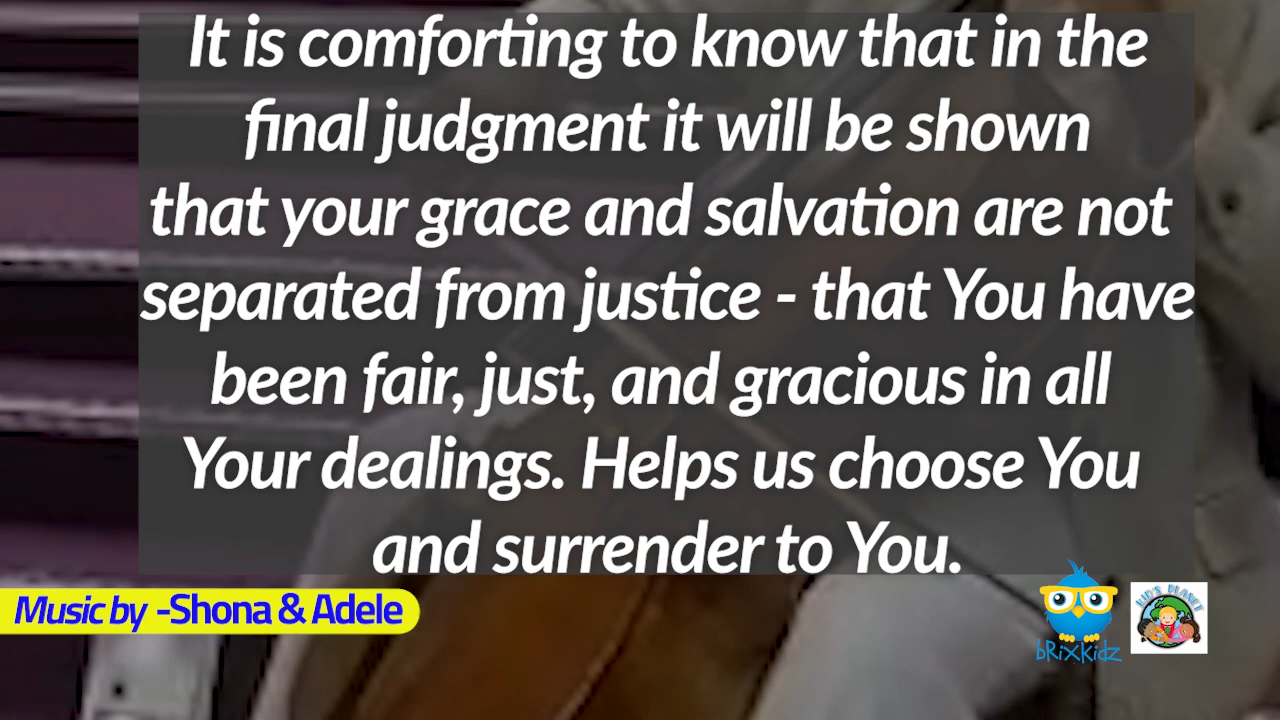 It is comforting to know that in the
final judgment it will be shown
that your grace and salvation are not
separated from justice - that You have
been fair, just, and gracious in all
Your dealings. Helps us choose You
and surrender to You.
Music by -Shona & Adele
bRixKidz
KID'S PLANET